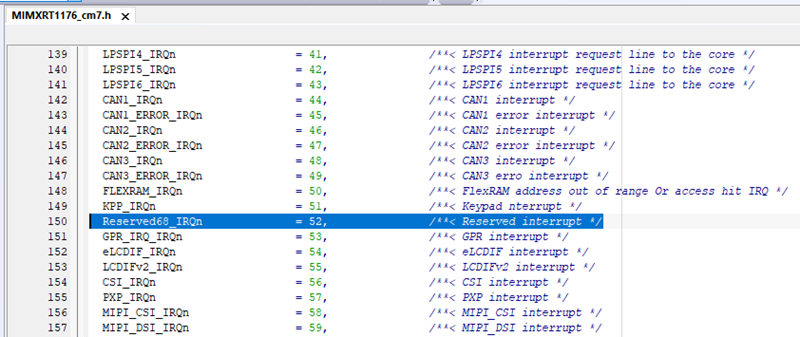 MIMXRT1176_cm7.h ×
139 LPSPI4_IRQn = 41, /**< LPSPI4 interrupt request line to the core */
140 LPSPI5_IRQn = 42, /**< LPSPI5 interrupt request line to the core */
141 LPSPI6_IRQn = 43, /**< LPSPI6 interrupt request line to the core */
142 CAN1_IRQn = 44, /**< CAN1 interrupt */
143 CAN1_ERROR_IRQn = 45, /**< CAN1 error interrupt */
144 CAN2_IRQn = 46, /**< CAN2 interrupt */
145 CAN2_ERROR_IRQn = 47, /**< CAN2 error interrupt */
146 CAN3_IRQn = 48, /**< CAN3 interrupt */
147 CAN3_ERROR_IRQn = 49, /**< CAN3 erro interrupt */
148 FLEXRAM_IRQn = 50, /**< FlexRAM address out of range Or access hit IRQ */
149 KPP_IRQn = 51, /**< Keypad nterrupt */
150 Reserved68_IRQn = 52, /**< Reserved interrupt */
151 GPR_IRQ_IRQn = 53, /**< GPR interrupt */
152 eLCDIF_IRQn = 54, /**< eLCDIF interrupt */
153 LCDIFv2_IRQn = 55, /**< LCDIFv2 interrupt */
154 CSI_IRQn = 56, /**< CSI interrupt */
155 PXP_IRQn = 57, /**< PXP interrupt */
156 MIPI_CSI_IRQn = 58, /**< MIPI_CSI interrupt */
157 MIPI_DSI_IRQn = 59, /**< MIPI_DSI interrupt */